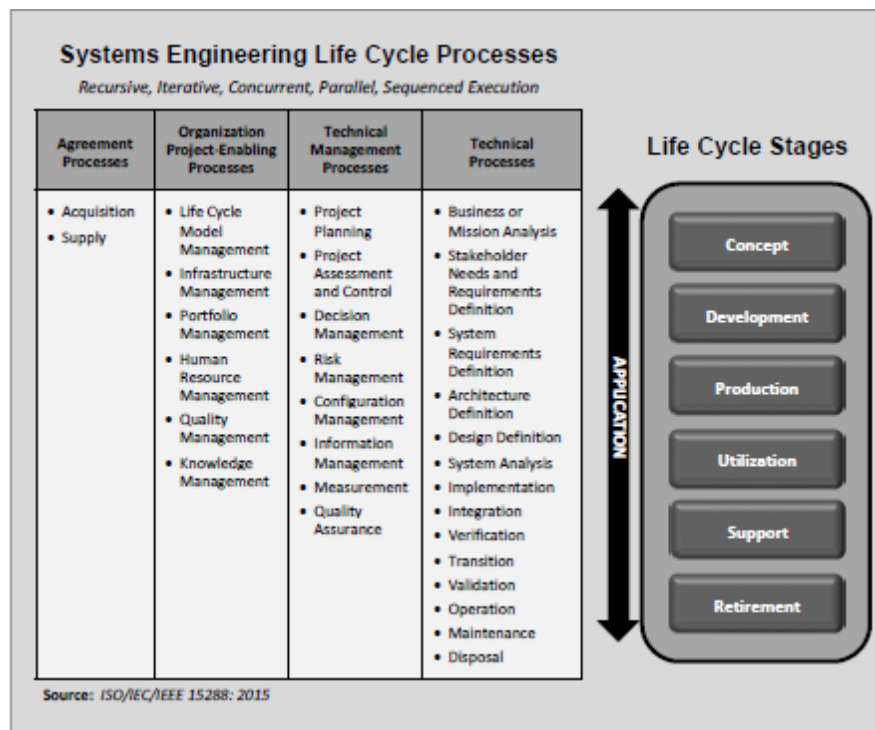 Systems Engineering Life Cycle Processes
Recursive, Iterative, Concurrent, Parallel, Sequenced Execution
Agreement
Processes
• Acquisition
• Supply
Organization
Project-Enabling
Processes
• Life Cycle
Model
Management
• Infrastructure
Management
• Portfolio
Management
• Human
Resource
Management
• Quality
Management
• Knowledge
Management
Technical
Management
Processes
• Project
Planning
• Project
Assessment
and Control
• Decision
Management
• Risk
Management
• Configuration
Management
• Information
Management
• Measurement
• Quality
Assurance
Technical
Processes
• Business or
Mission Analysis
• Stakeholder
Needs and
Requirements
Definition
• System
Requirements
Definition
• Architecture
Definition
• Design Definition
• System Analysis
• Implementation
• Integration
• Verification
• Transition
• Validation
• Operation
• Maintenance
• Disposal
Source: ISO/IEC/IEEE 15288: 2015
APPLICATION
Life Cycle Stages
Concept
Development
Production
Utilization
Support
Retirement